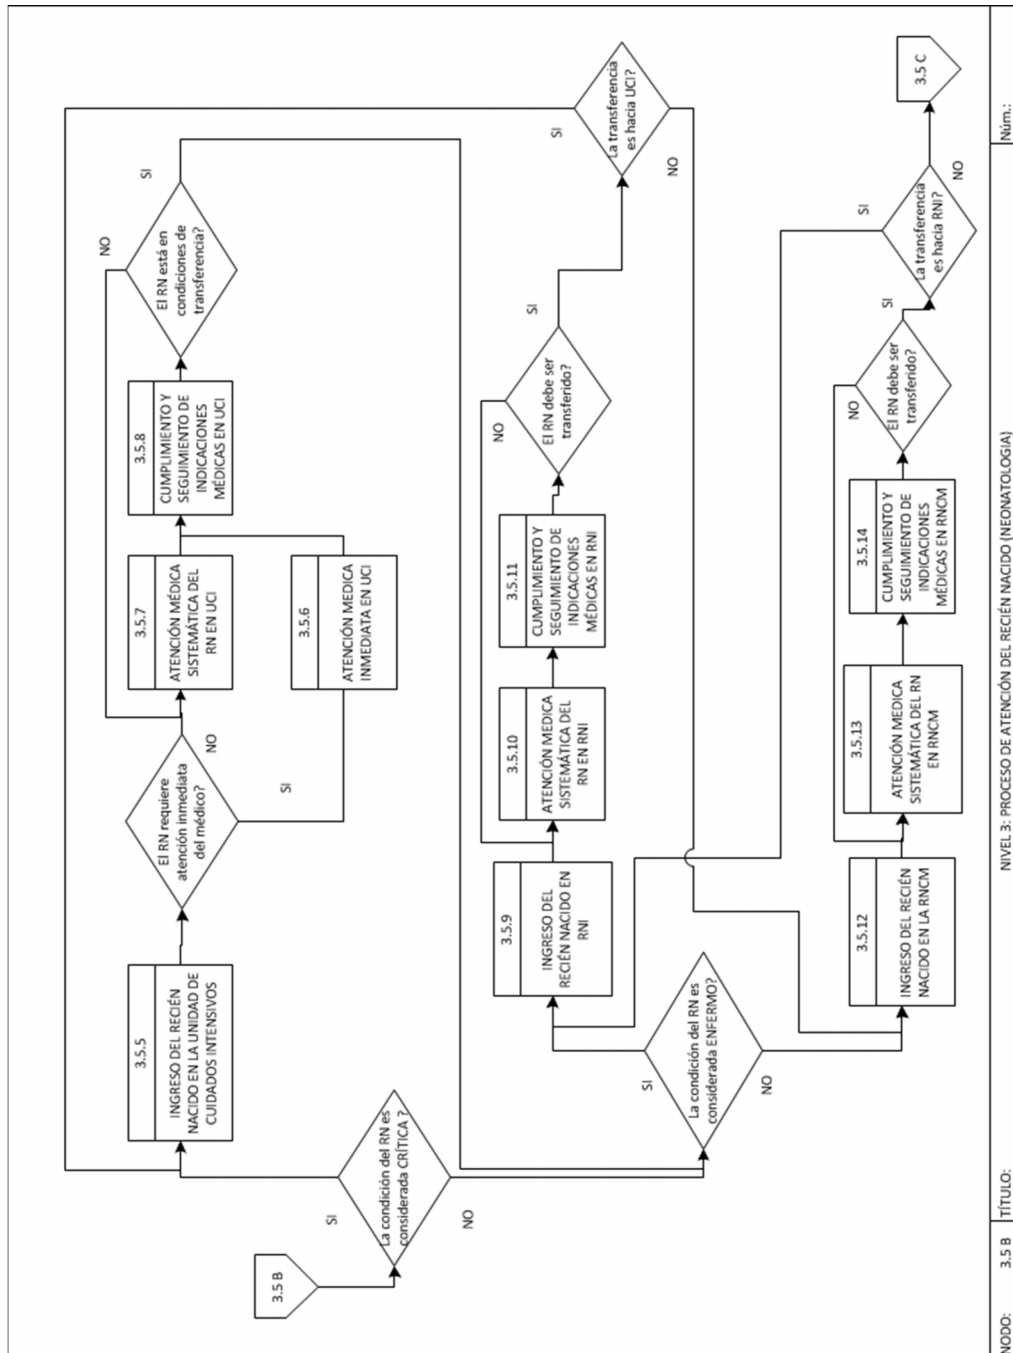 3.5 B
La condición del RN es
considerada CRÍTICA ?
SI
NO
3.5.5
INGRESO DEL RECIÉN
NACIDO EN LA UNIDAD DE
CUIDADOS INTENSIVOS
El RN requiere
atención inmediata
del médico?
NO
SI
3.5.7
ATENCIÓN MÉDICA
SISTEMÁTICA DEL
RN EN UCI
3.5.6
ATENCIÓN MEDICA
INMEDIATA EN UCI
3.5.8
CUMPLIMIENTO Y
SEGUIMIENTO DE
INDICACIONES
MÉDICAS EN UCI
El RN está en
condiciones de
transferencia?
NO
SI
La condición del RN es
considerada ENFERMO?
SI
NO
3.5.9
INGRESO DEL
RECIÉN NACIDO EN
RNI
3.5.10
ATENCIÓN MEDICA
SISTEMÁTICA DEL
RN EN RNI
3.5.11
CUMPLIMIENTO Y
SEGUIMIENTO DE
INDICACIONES
MÉDICAS EN RNI
El RN debe ser
transferido?
NO
SI
La transferencia
es hacia UCI?
SI
NO
3.5.12
INGRESO DEL RECIÉN
NACIDO EN LA RNCM
3.5.13
ATENCIÓN MEDICA
SISTEMÁTICA DEL RN
EN RNCM
3.5.14
CUMPLIMIENTO Y
SEGUIMIENTO DE
INDICACIONES
MÉDICAS EN RNCM
El RN debe ser
transferido?
NO
SI
La transferencia
es hacia RNI?
SI
NO
3.5 C
NODO:
3.5 B
TÍTULO:
NIVEL 3: PROCESO DE ATENCIÓN DEL RECIÉN NACIDO (NEONATOLOGIA)
Núm.: